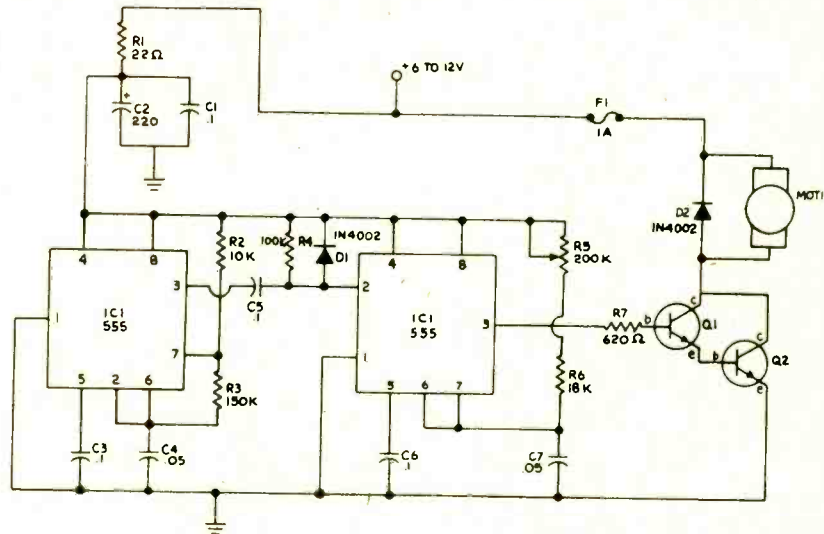 R1
22Ω
+
C2
220
C1
.1
+6 TO 12V
F1
1A
MOT1
D2
1N4002
4
8
1
3
7
5
2
6
IC1
555
R2
10K
R3
150K
C3
.1
C4
.05
C5
.1
100K
R4
1N4002
D1
4
8
2
1
3
5
6
7
IC1
555
R5
200K
R6
18K
C6
.1
C7
.05
R7
620Ω
b
c
e
Q1
b
c
e
Q2